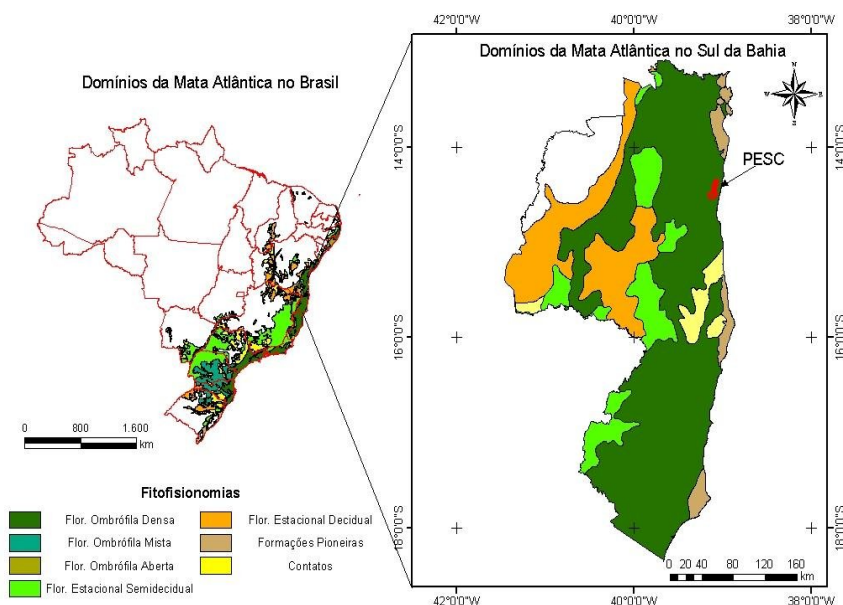 Domínios da Mata Atlântica no Brasil
0 800 1.600
km
Fitofisionomias
Flor. Ombrófila Densa
Flor. Ombrófila Mista
Flor. Ombrófila Aberta
Flor. Estacional Semidecidual
Flor. Estacional Decidual
Formações Pioneiras
Contatos
42°0'0"W 40°0'0"W 38°0'0"W
Domínios da Mata Atlântica no Sul da Bahia
N
E
S
PESC
14°0'0"S
16°0'0"S
18°0'0"S
14°0'0"S
16°0'0"S
18°0'0"S
0 20 40 80 120 160
km
42°0'0"W 40°0'0"W 38°0'0"W